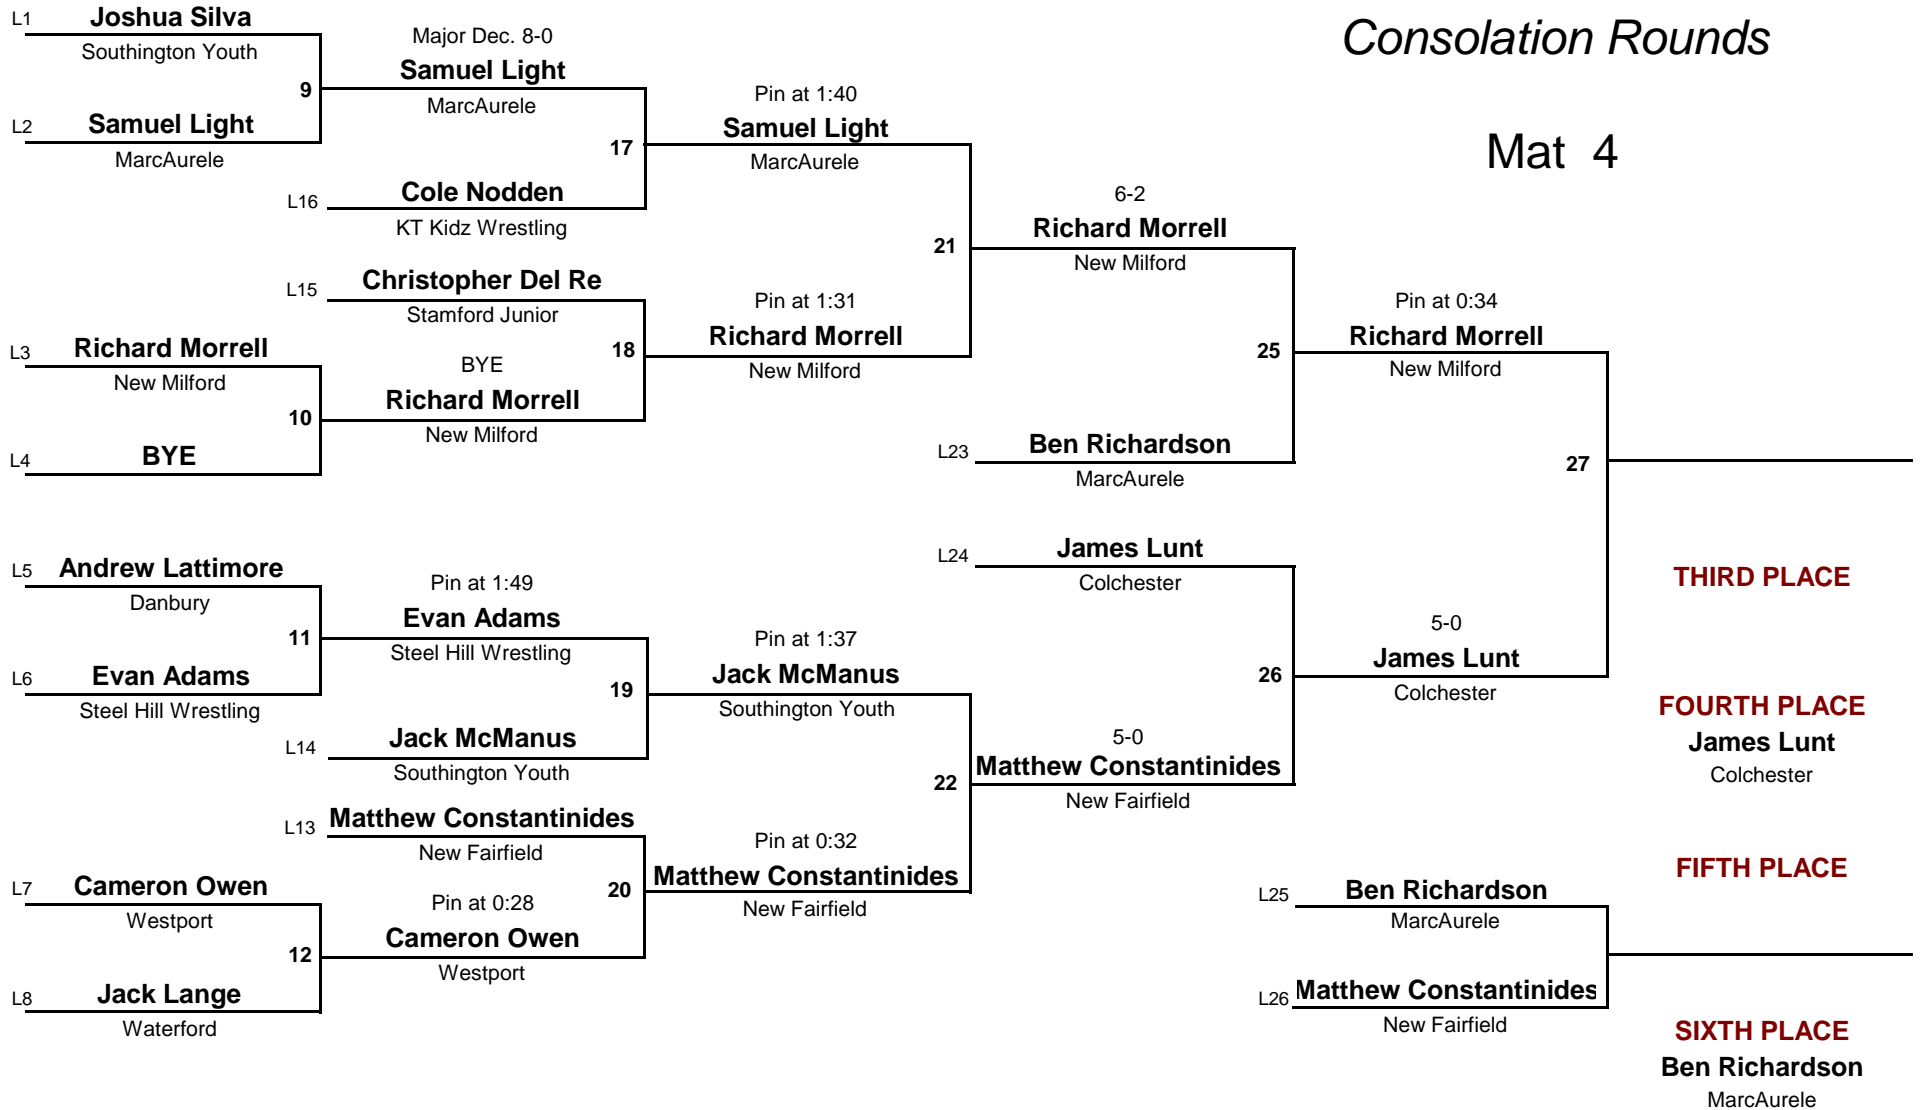 Consolation Rounds
Mat 4
L1 Joshua Silva
Southington Youth
9
L2 Samuel Light
MarcAurele
Major Dec. 8-0
Samuel Light
MarcAurele
17
L16 Cole Nodden
KT Kidz Wrestling
Pin at 1:40
Samuel Light
MarcAurele
21
L15 Christopher Del Re
Stamford Junior
18
L3 Richard Morrell
New Milford
10
L4 BYE
BYE
Richard Morrell
New Milford
Pin at 1:31
Richard Morrell
New Milford
6-2
Richard Morrell
New Milford
25
L23 Ben Richardson
MarcAurele
Pin at 0:34
Richard Morrell
New Milford
27
L5 Andrew Lattimore
Danbury
11
L6 Evan Adams
Steel Hill Wrestling
Pin at 1:49
Evan Adams
Steel Hill Wrestling
19
L14 Jack McManus
Southington Youth
Pin at 1:37
Jack McManus
Southington Youth
22
L13 Matthew Constantinides
New Fairfield
20
L7 Cameron Owen
Westport
12
L8 Jack Lange
Waterford
Pin at 0:28
Cameron Owen
Westport
Pin at 0:32
Matthew Constantinides
New Fairfield
L24 James Lunt
Colchester
26
5-0
Matthew Constantinides
New Fairfield
5-0
James Lunt
Colchester
THIRD PLACE
FOURTH PLACE
James Lunt
Colchester
L25 Ben Richardson
MarcAurele
L26 Matthew Constantinides
New Fairfield
FIFTH PLACE
SIXTH PLACE
Ben Richardson
MarcAurele